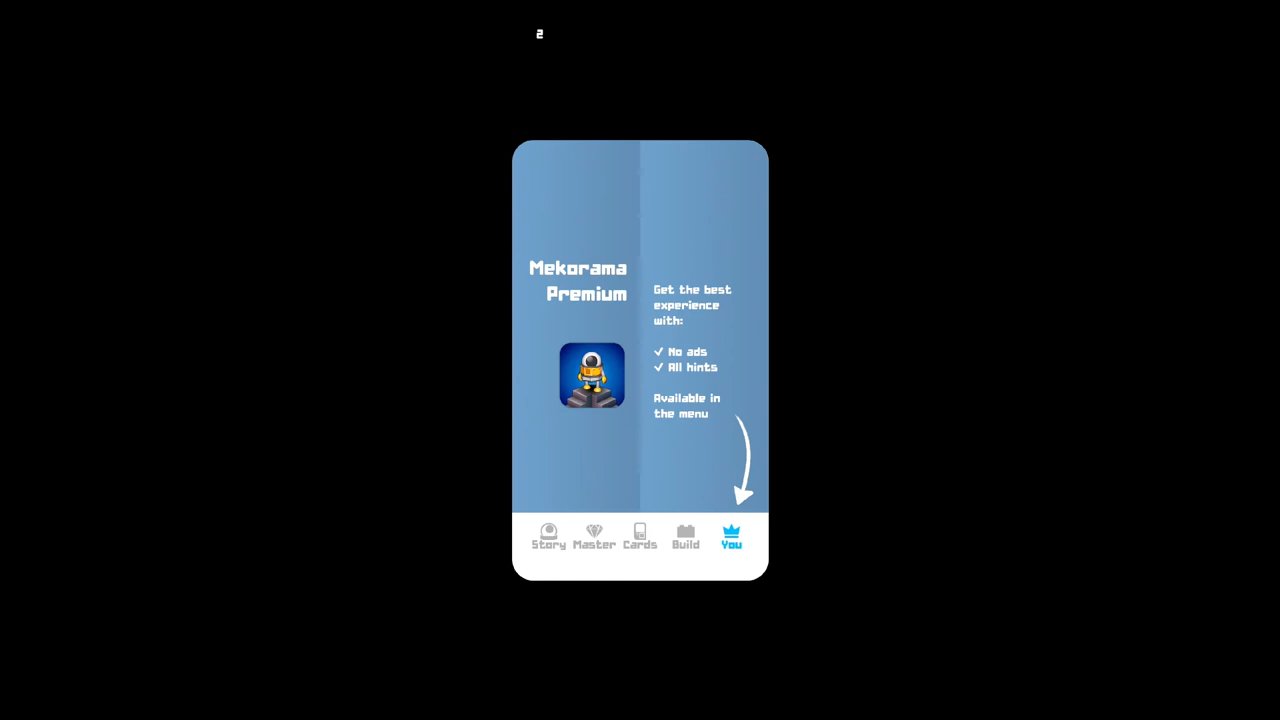 2
Mekorama
Premium
Get the best
experience
with:
✓ No ads
✓ All hints
Available in
the menu
Story Master Cards Build You